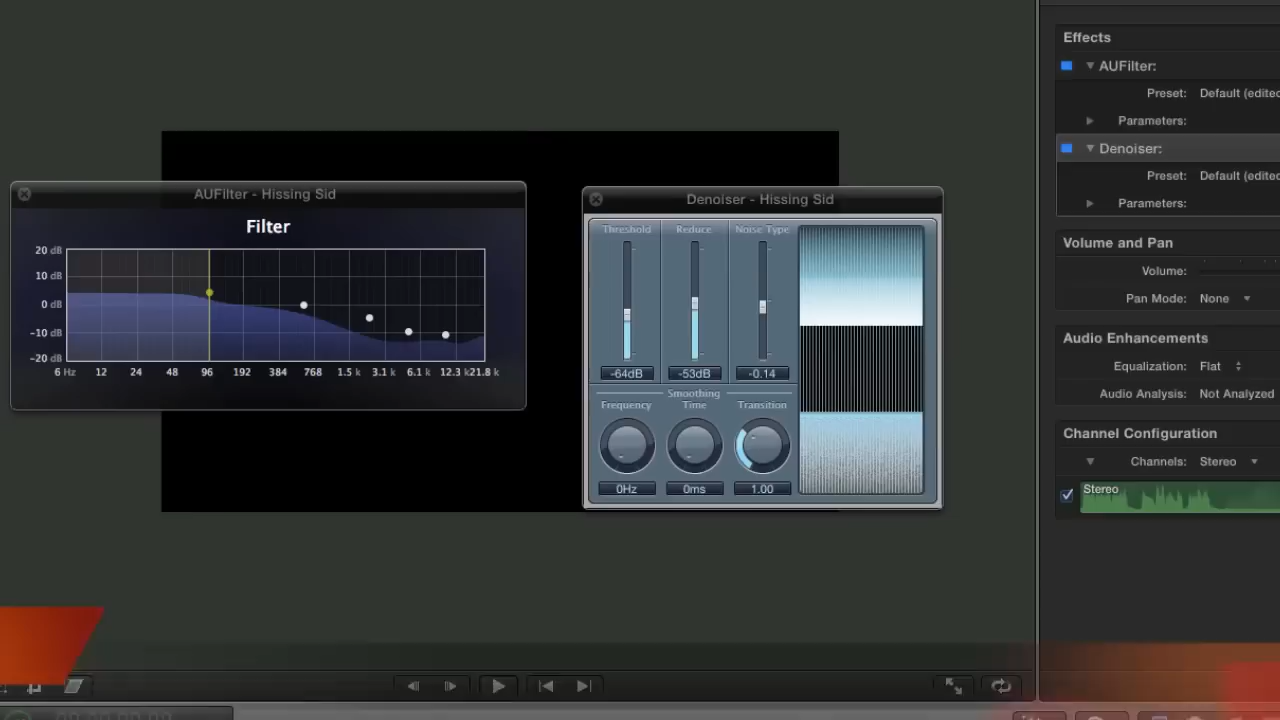 Effects
AUFilter:
Preset: Default (edited
Parameters:
Denoiser:
Preset: Default (edited
Parameters:
Volume and Pan
Volume:
Pan Mode: None
Audio Enhancements
Equalization: Flat
Audio Analysis: Not Analyzed
Channel Configuration
Channels: Stereo
Stereo
AUFilter - Hissing Sid
Filter
20 dB
10 dB
0 dB
-10 dB
-20 dB
6 Hz 12 24 48 96 192 384 768 1.5 k 3.1 k 6.1 k 12.3 k 21.8 k
Denoiser - Hissing Sid
Threshold Reduce Noise Type
-64dB -53dB -0.14
Smoothing
Frequency Time Transition
0Hz 0ms 1.00